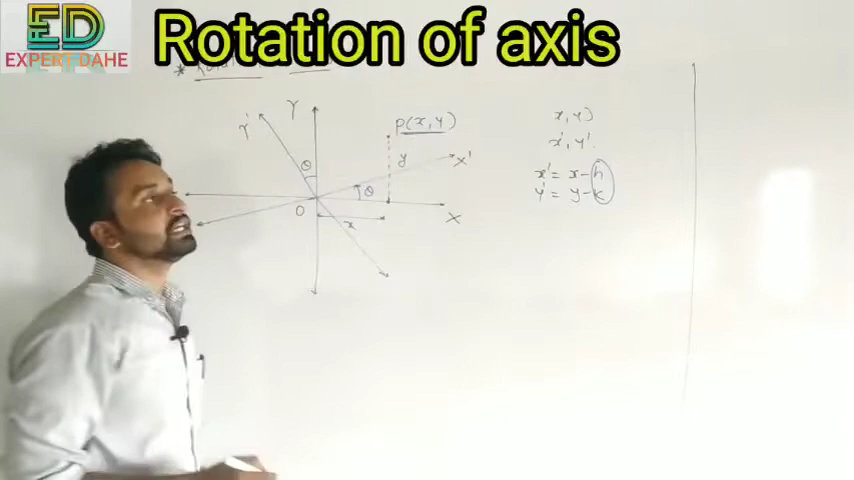 ED
EXPERT DAHE
Rotation of axis
Y
Y'
P(x,y)
θ
y
X'
θ
O
x
X
x,y)
x', y'.
x' = x-h
y' = y-k